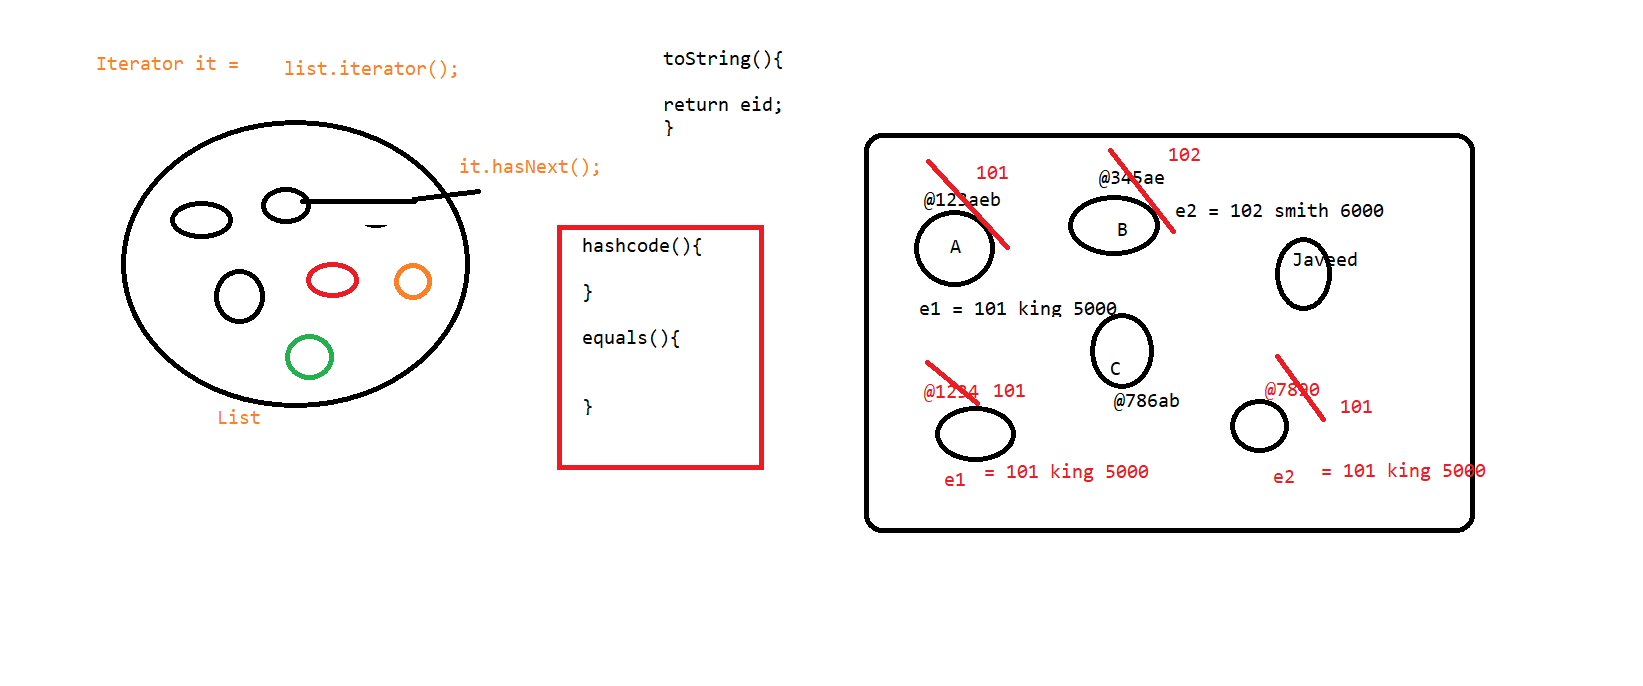 Iterator it =
list.iterator();
it.hasNext();
List
toString(){
return eid;
}
hashcode(){
}
equals(){
}
101
@123aeb
A
e1 = 101 king 5000
102
@345ae
B
e2 = 102 smith 6000
Javeed
C
@786ab
@1234 101
e1 = 101 king 5000
@7890
101
e2 = 101 king 5000